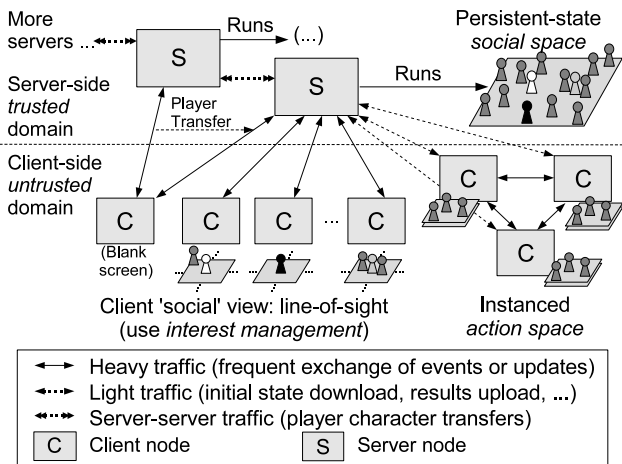 More
servers ...
Runs
(...)
Persistent-state
social space
S
Server-side
trusted
domain
Player
Transfer
S
Runs
Client-side
untrusted
domain
C
(Blank
screen)
C
C
...
C
C
C
C
Client 'social' view: line-of-sight
(use interest management)
Instanced
action space
Heavy traffic (frequent exchange of events or updates)
Light traffic (initial state download, results upload, ...)
Server-server traffic (player character transfers)
C Client node
S Server node